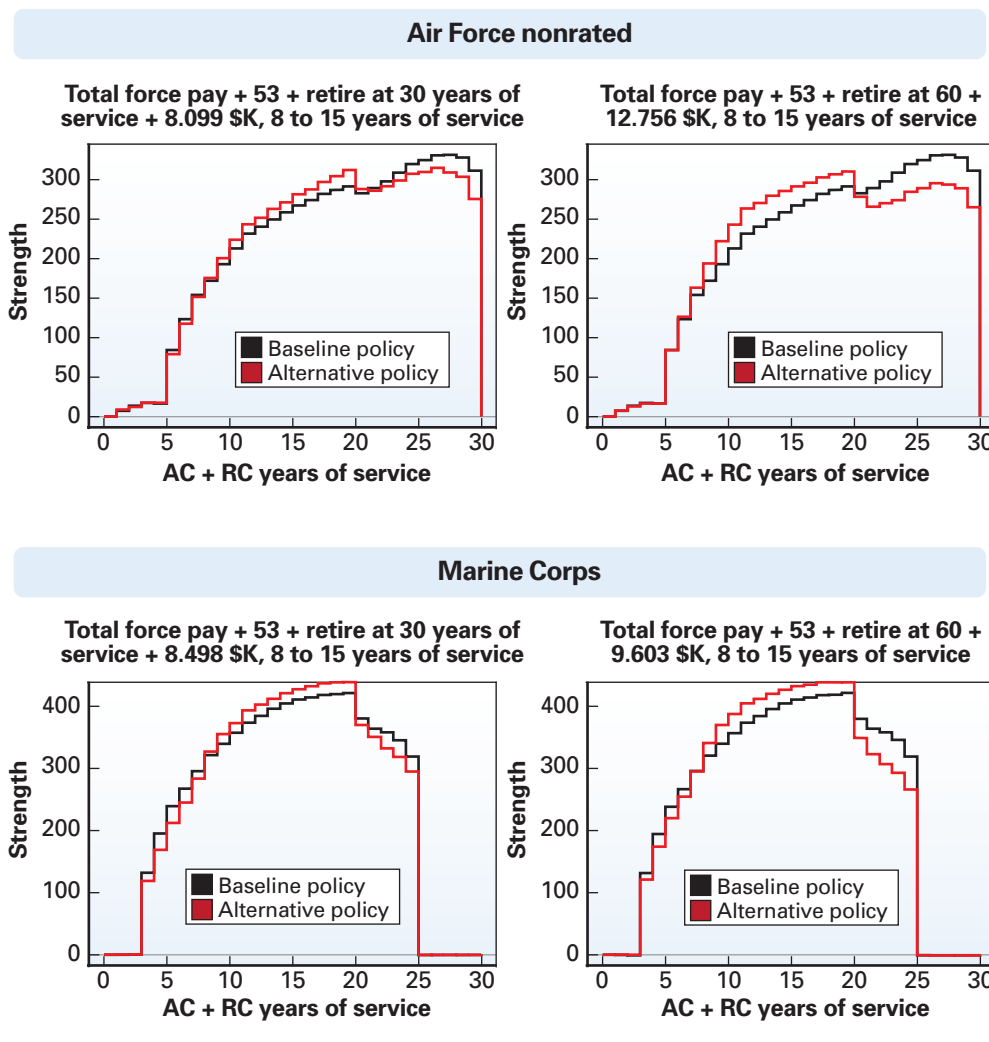 Air Force nonrated
Total force pay + 53 + retire at 30 years of
service + 8.099 $K, 8 to 15 years of service
Strength
300
250
200
150
100
50
0
Baseline policy
Alternative policy
0 5 10 15 20 25 30
AC + RC years of service
Total force pay + 53 + retire at 60 +
12.756 $K, 8 to 15 years of service
Strength
300
250
200
150
100
50
0
Baseline policy
Alternative policy
0 5 10 15 20 25 30
AC + RC years of service
Marine Corps
Total force pay + 53 + retire at 30 years of
service + 8.498 $K, 8 to 15 years of service
Strength
400
300
200
100
0
Baseline policy
Alternative policy
0 5 10 15 20 25 30
AC + RC years of service
Total force pay + 53 + retire at 60 +
9.603 $K, 8 to 15 years of service
Strength
400
300
200
100
0
Baseline policy
Alternative policy
0 5 10 15 20 25 30
AC + RC years of service